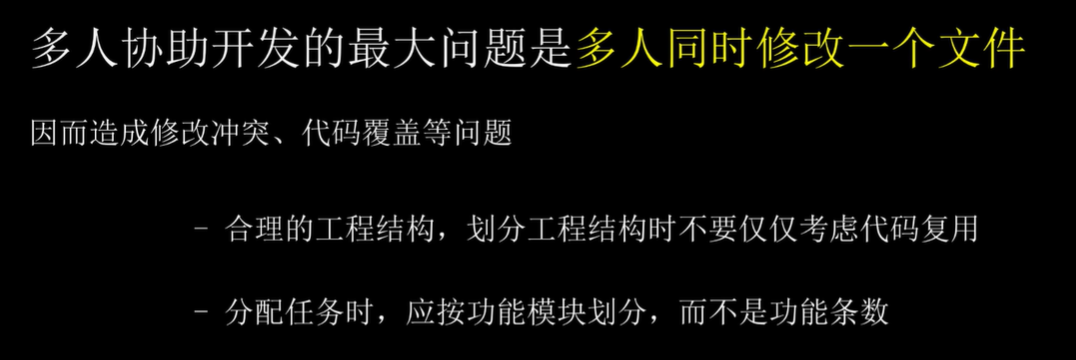 多人协助开发的最大问题是多人同时修改一个文件
因而造成修改冲突、代码覆盖等问题
- 合理的工程结构，划分工程结构时不要仅仅考虑代码复用
- 分配任务时，应按功能模块划分，而不是功能条数